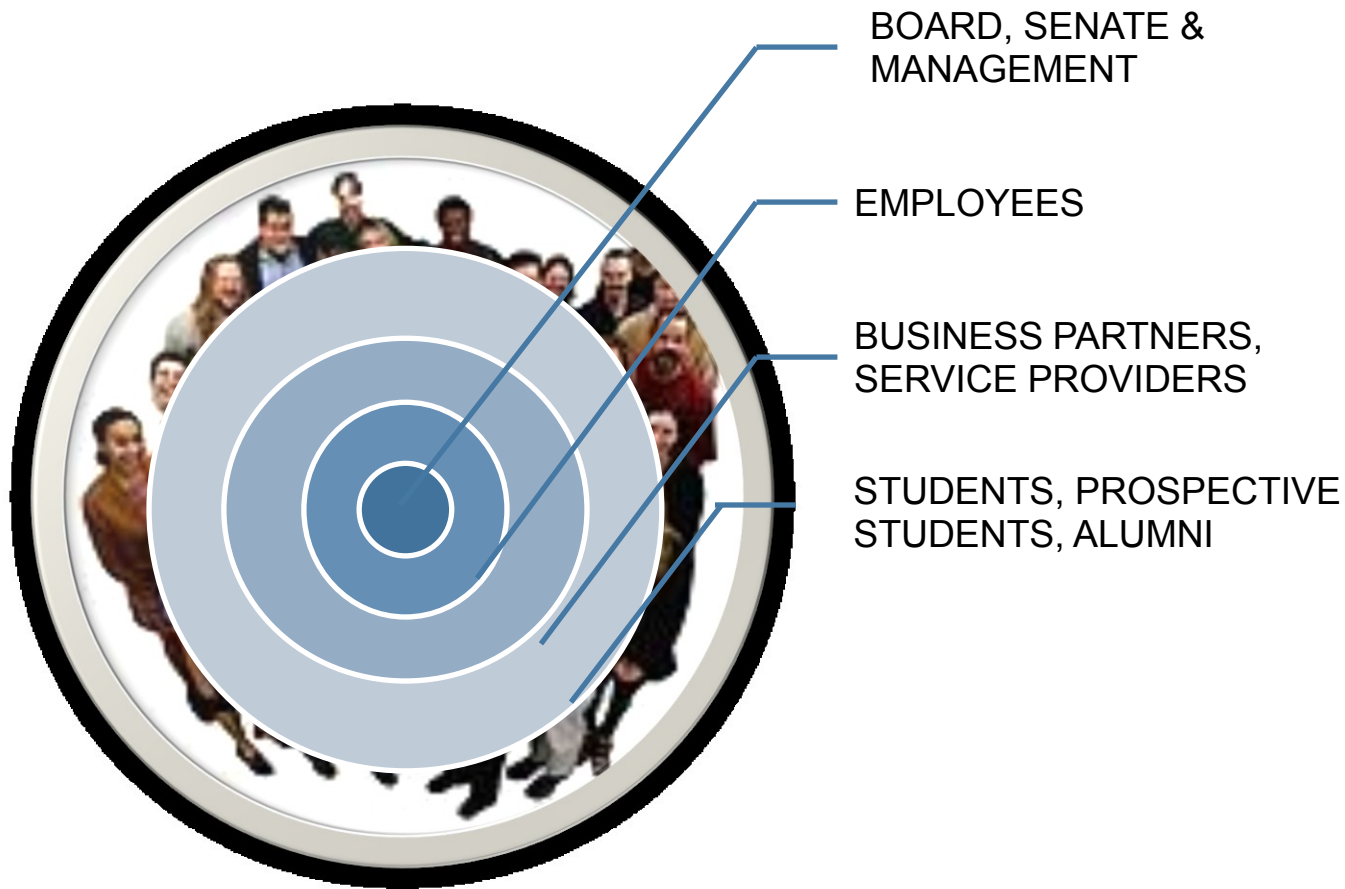 BOARD, SENATE &
MANAGEMENT
EMPLOYEES
BUSINESS PARTNERS,
SERVICE PROVIDERS
STUDENTS, PROSPECTIVE
STUDENTS, ALUMNI